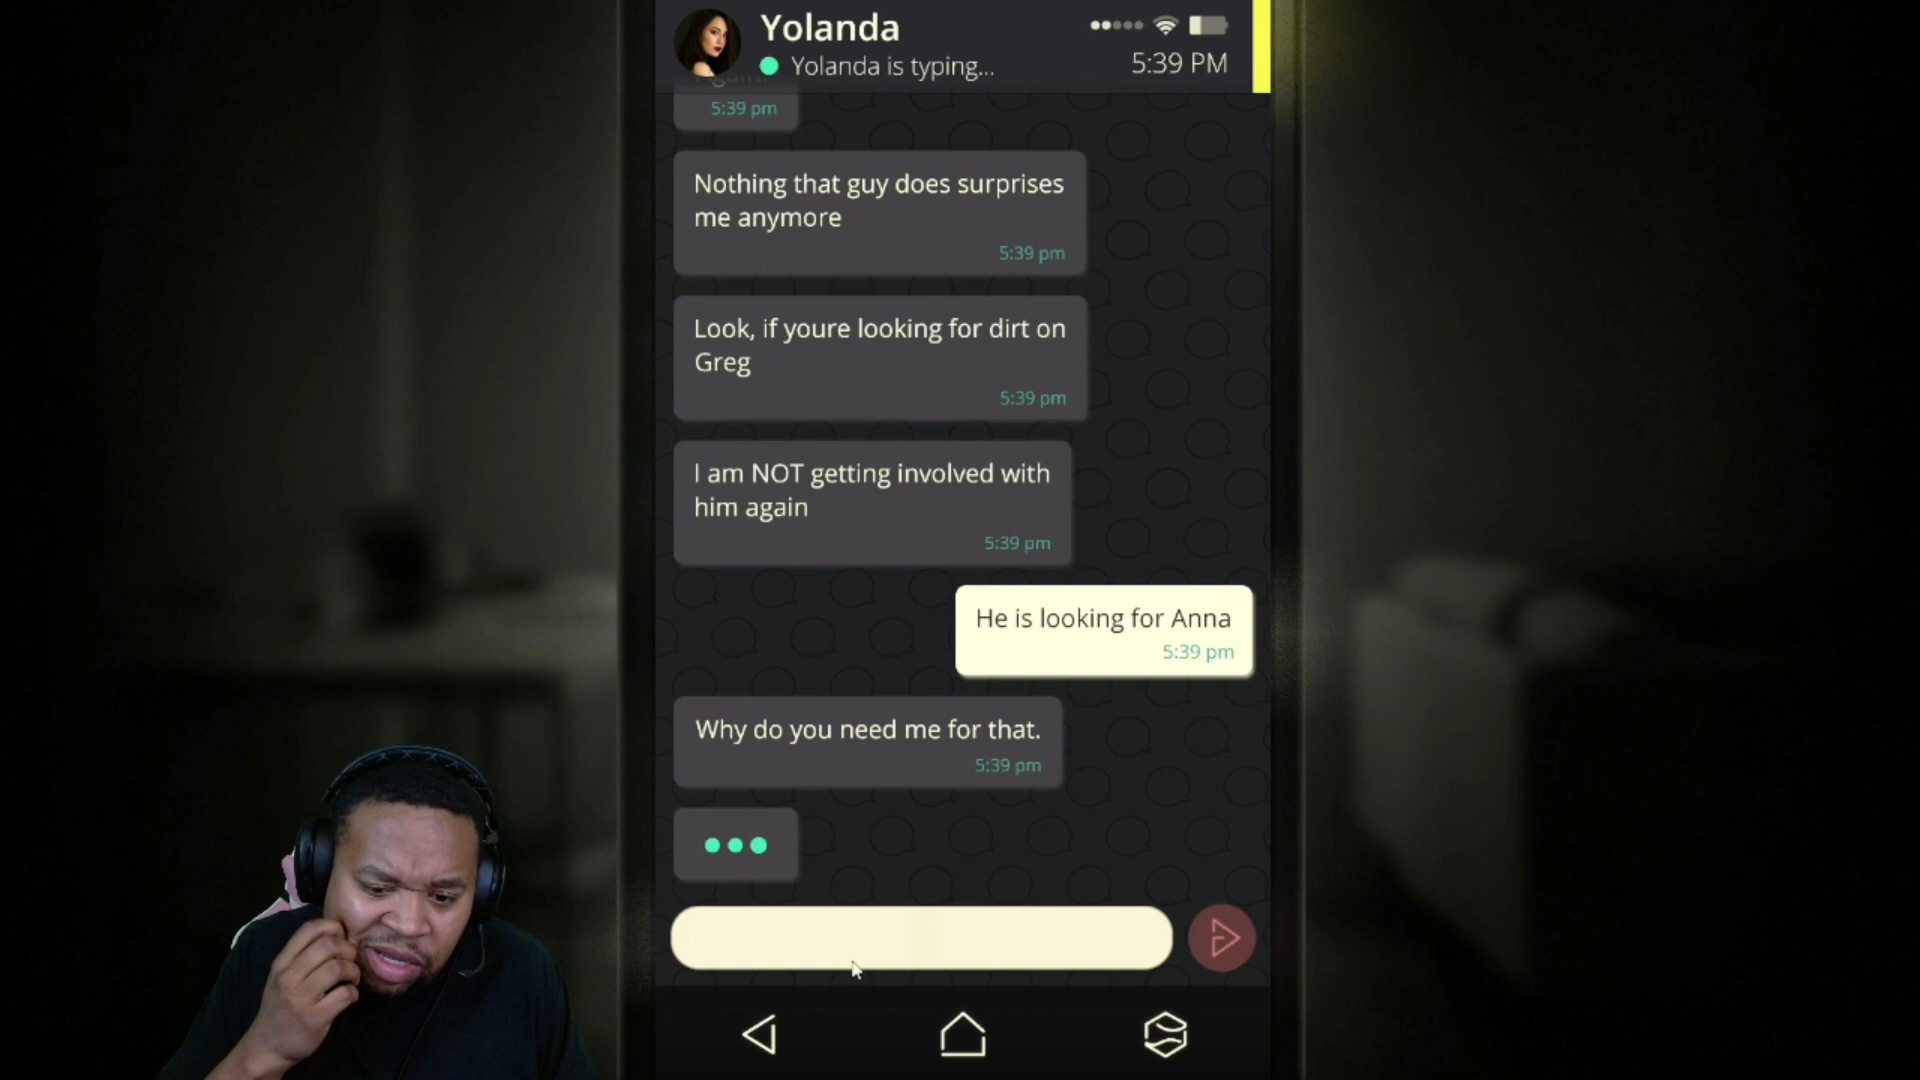 Yolanda
Yolanda is typing...
5:39 PM
5:39 pm
Nothing that guy does surprises
me anymore
5:39 pm
Look, if youre looking for dirt on
Greg
5:39 pm
I am NOT getting involved with
him again
5:39 pm
He is looking for Anna
5:39 pm
Why do you need me for that.
5:39 pm